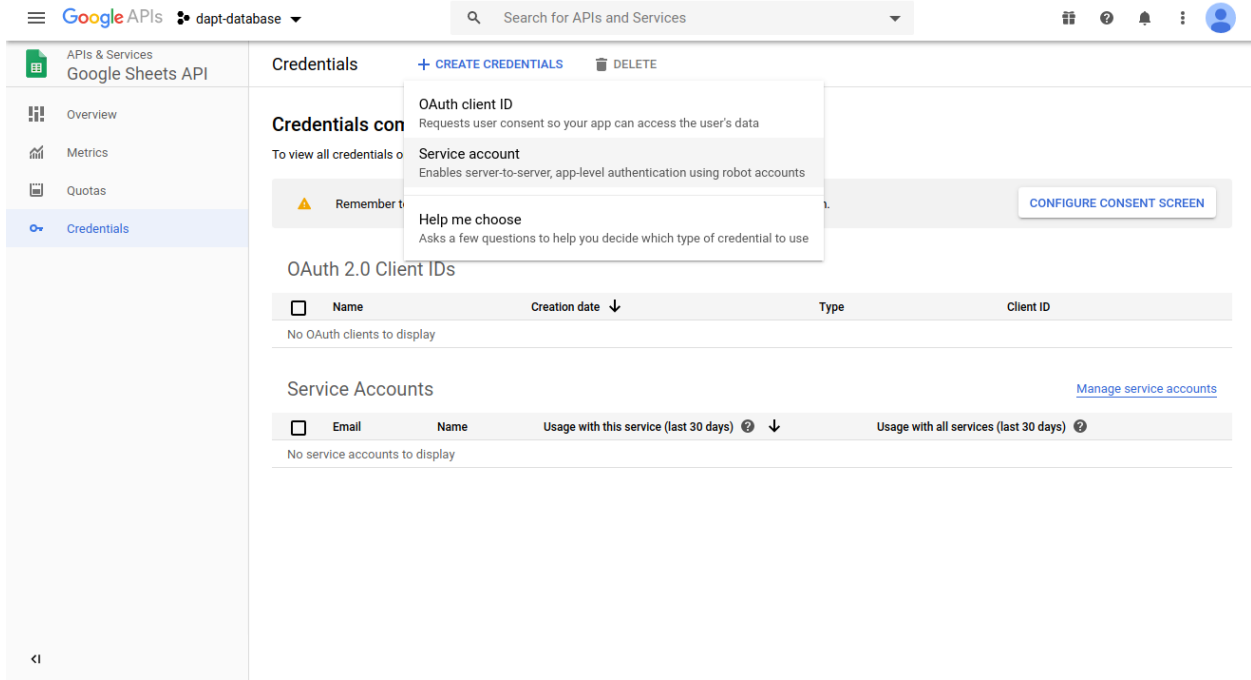 Google APIs
dapt-database
Search for APIs and Services
APIs & Services
Google Sheets API
Overview
Metrics
Quotas
Credentials
Credentials
+ CREATE CREDENTIALS
DELETE
OAuth client ID
Requests user consent so your app can access the user's data
Service account
Enables server-to-server, app-level authentication using robot accounts
Help me choose
Asks a few questions to help you decide which type of credential to use
Credentials com
To view all credentials o
Remember t
n.
CONFIGURE CONSENT SCREEN
OAuth 2.0 Client IDs
Name Creation date Type Client ID
No OAuth clients to display
Service Accounts
Manage service accounts
Email Name Usage with this service (last 30 days) Usage with all services (last 30 days)
No service accounts to display